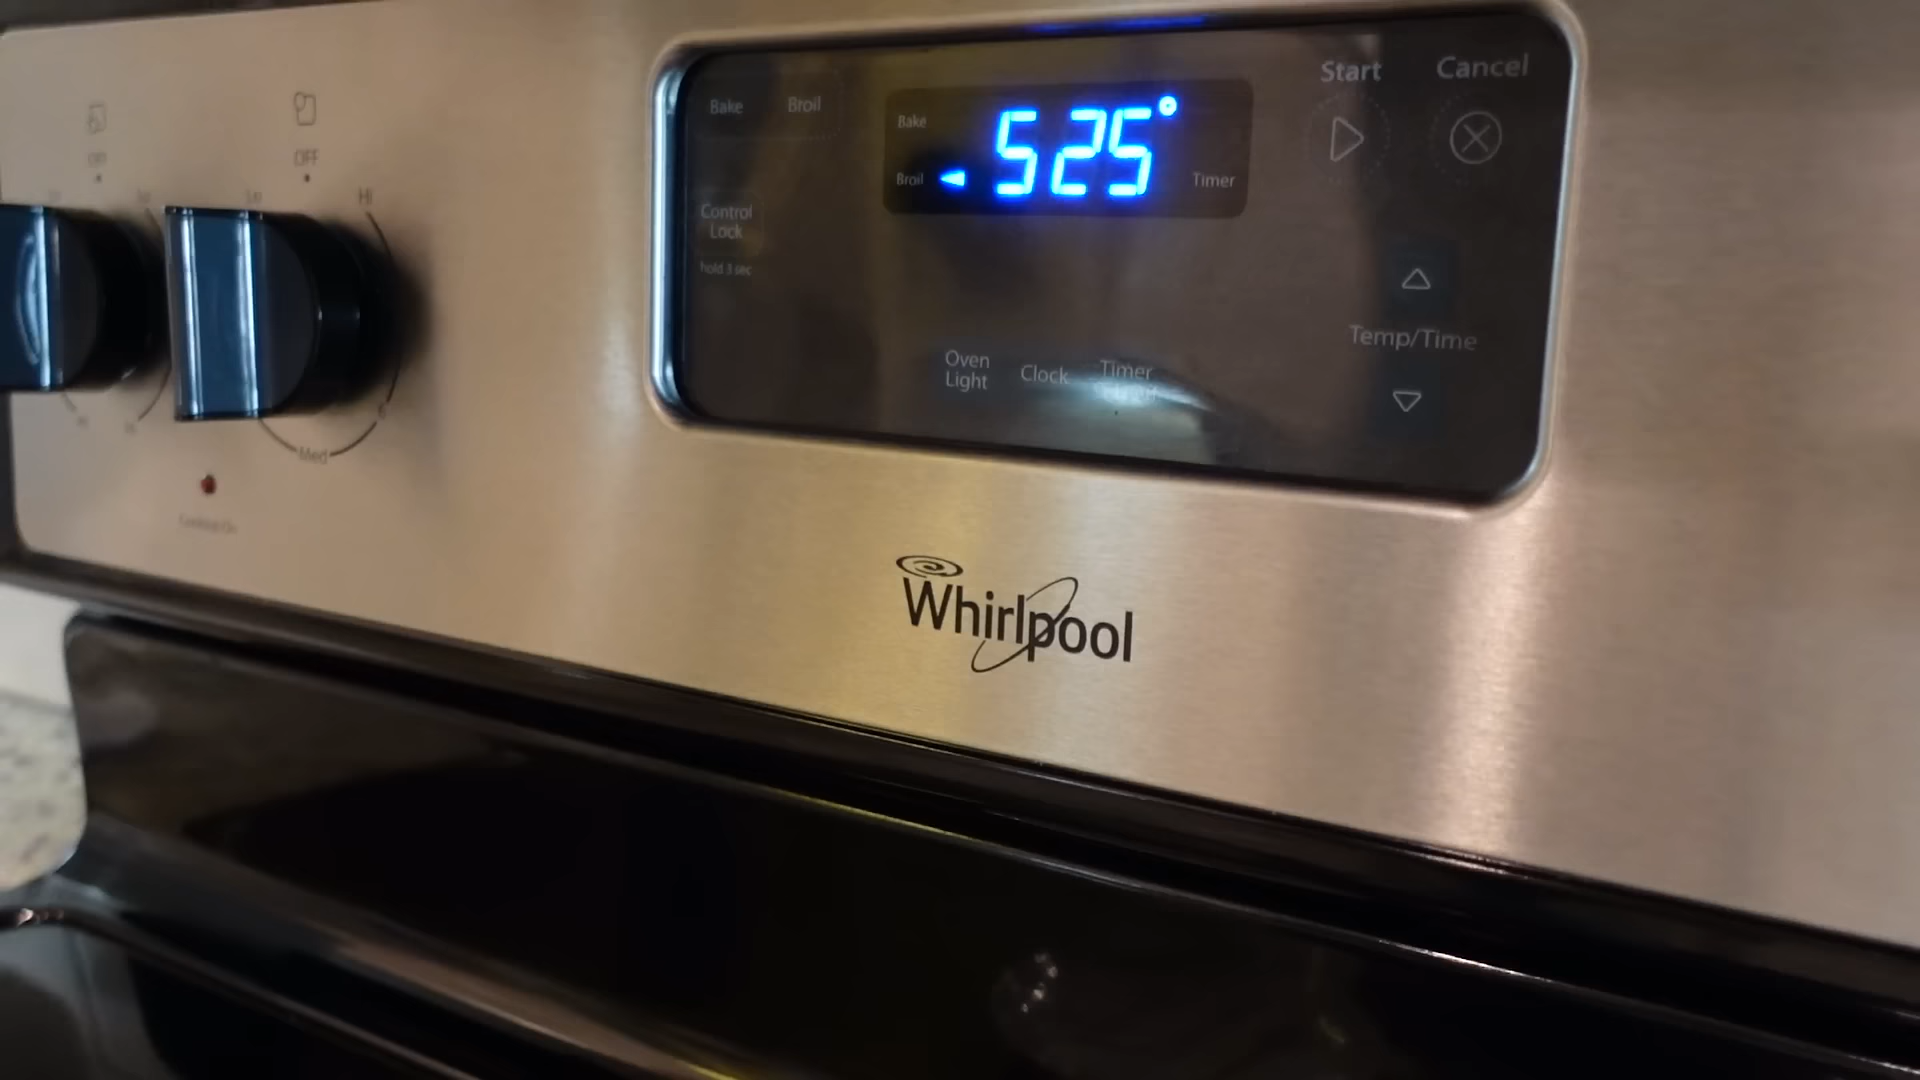 Start
Cancel
Bake
Broil
Bake
525°
Broil
Timer
OFF
OFF
Lo
Hi
Control
Lock
hold 3 sec
Temp/Time
Oven
Light
Clock
Timer
Med
Whirlpool